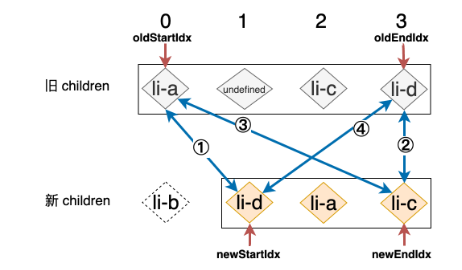 0 1 2 3
oldStartIdx oldEndIdx
旧 children li-a undefined li-c li-d
③ ④
① ②
新 children li-b li-d li-a li-c
newStartIdx newEndIdx